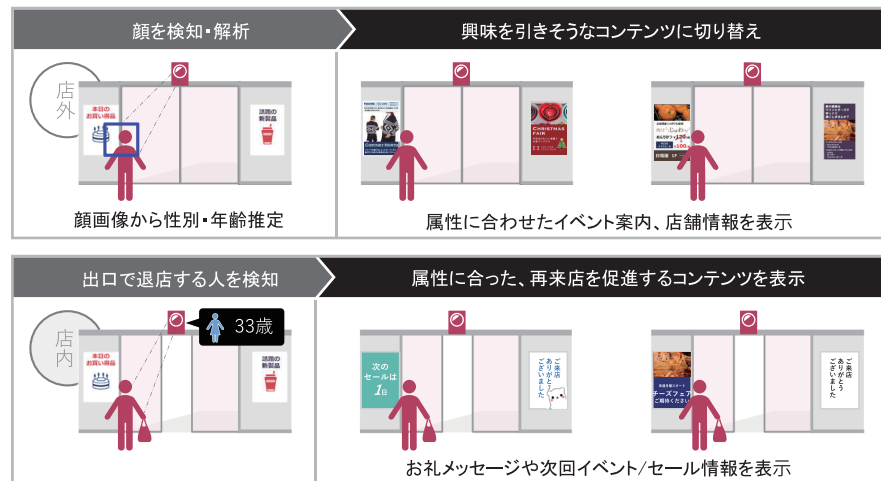 顔を検知・解析
興味を引きそうなコンテンツに切り替え
店外
本日の
お買い得品
話題の
新製品
CHRISTMAS
FAIR
めんちかつ
¥100
顔画像から性別・年齢推定
属性に合わせたイベント案内、店舗情報を表示
出口で退店する人を検知
属性に合った、再来店を促進するコンテンツを表示
店内
33歳
本日の
お買い得品
話題の
新製品
次の
セールは
1日
ご来店
ありがとう
ございました
チーズフェア
ご期待ください
ご来店
ありがとう
ございました
お礼メッセージや次回イベント/セール情報を表示